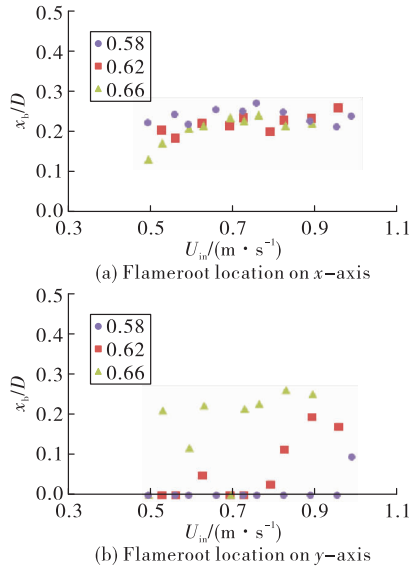 0.5
0.58
0.4
0.62
0.66
0.3
x_b/D
0.2
0.1
0.0
0.3 0.5 0.7 0.9 1.1
U_in/(m · s⁻¹)
(a) Flameroot location on x-axis
0.5
0.58
0.4
0.62
0.66
0.3
x_b/D
0.2
0.1
0.0
0.3 0.5 0.7 0.9 1.1
U_in/(m · s⁻¹)
(b) Flameroot location on y-axis